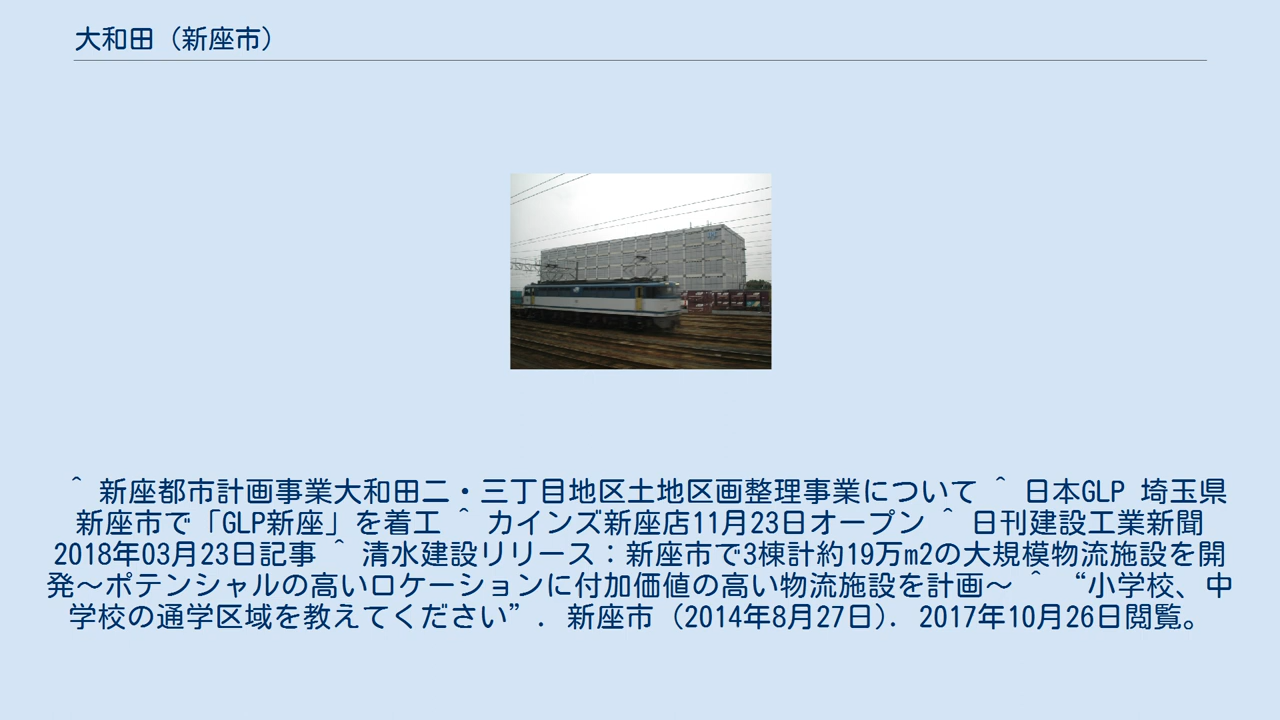 大和田（新座市）
^ 新座都市計画事業大和田二・三丁目地区土地区画整理事業について ^ 日本GLP 埼玉県
新座市で「GLP新座」を着工 ^ カインズ新座店11月23日オープン ^ 日刊建設工業新聞
2018年03月23日記事 ^ 清水建設リリース：新座市で3棟計約19万m2の大規模物流施設を開
発～ポテンシャルの高いロケーションに付加価値の高い物流施設を計画～ ^ “小学校、中
学校の通学区域を教えてください”. 新座市 (2014年8月27日). 2017年10月26日閲覧。